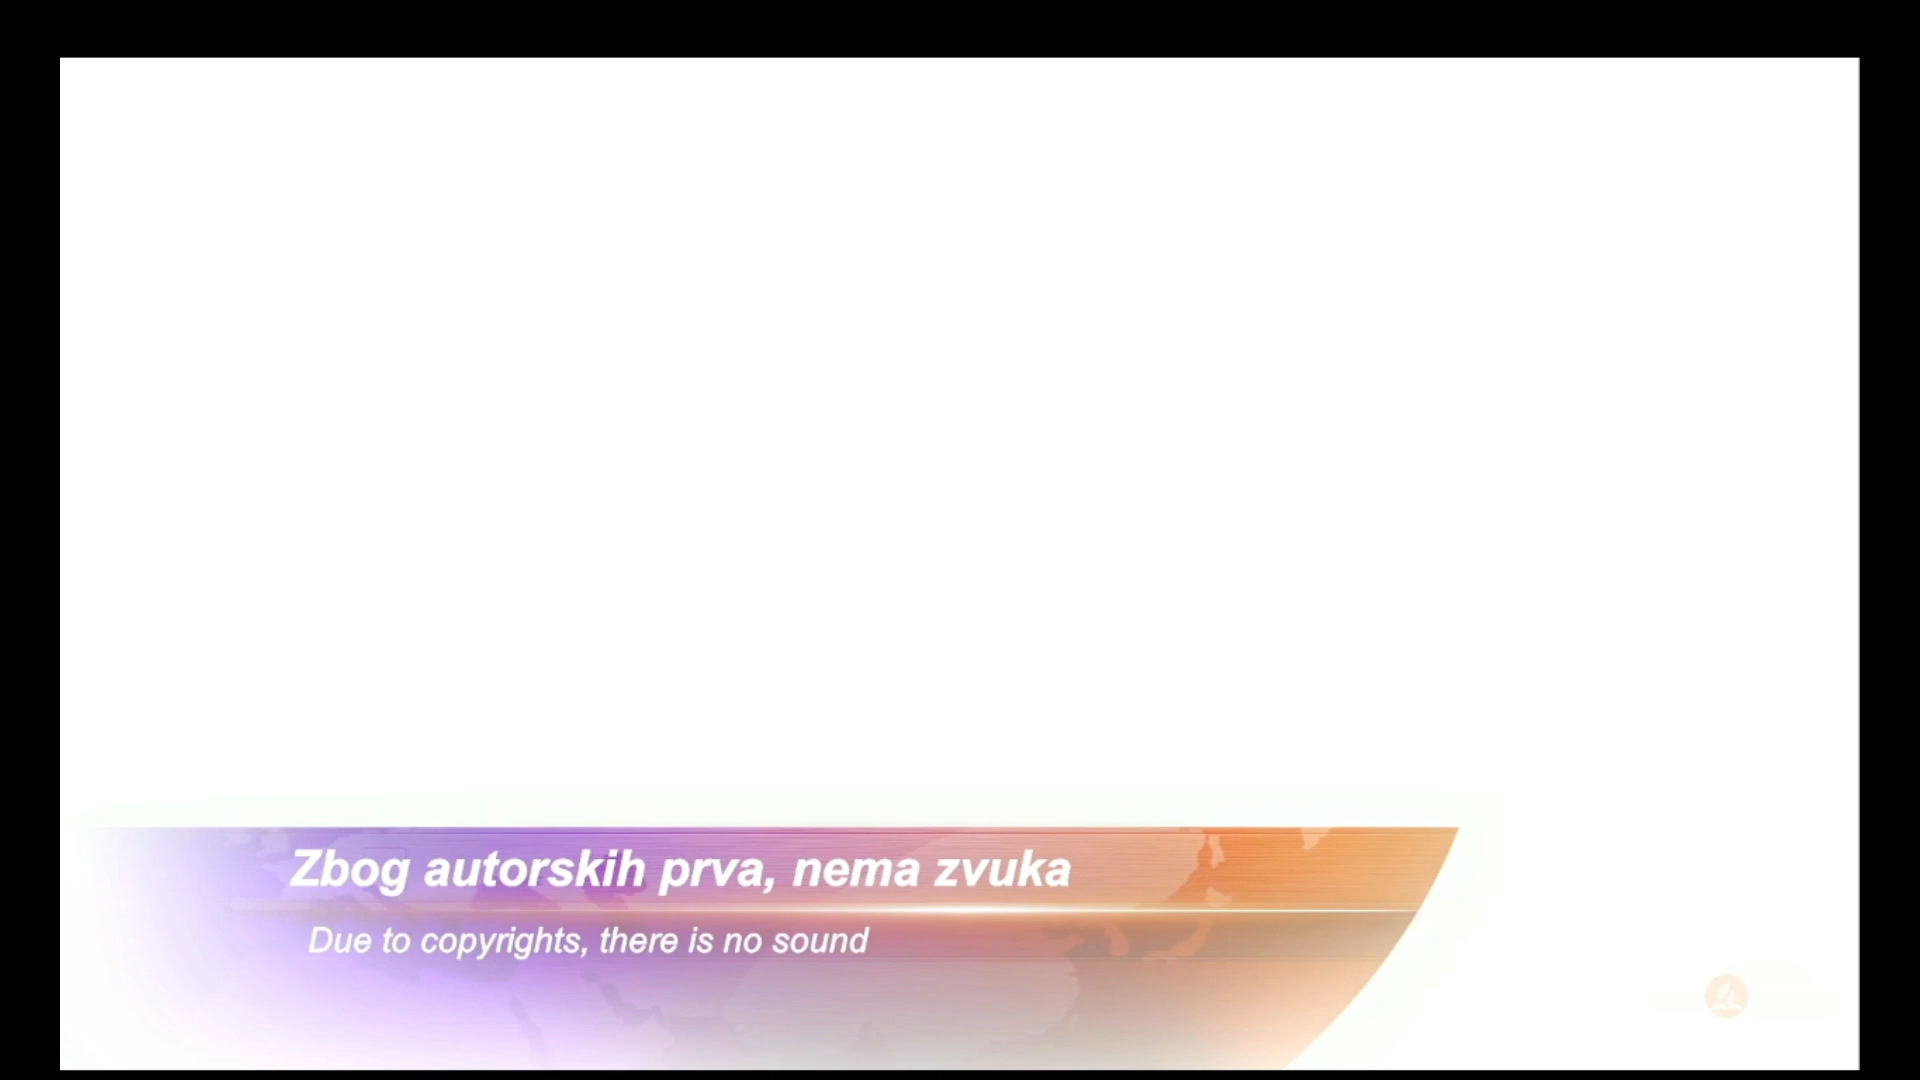 Zbog autorskih prva, nema zvuka
Due to copyrights, there is no sound